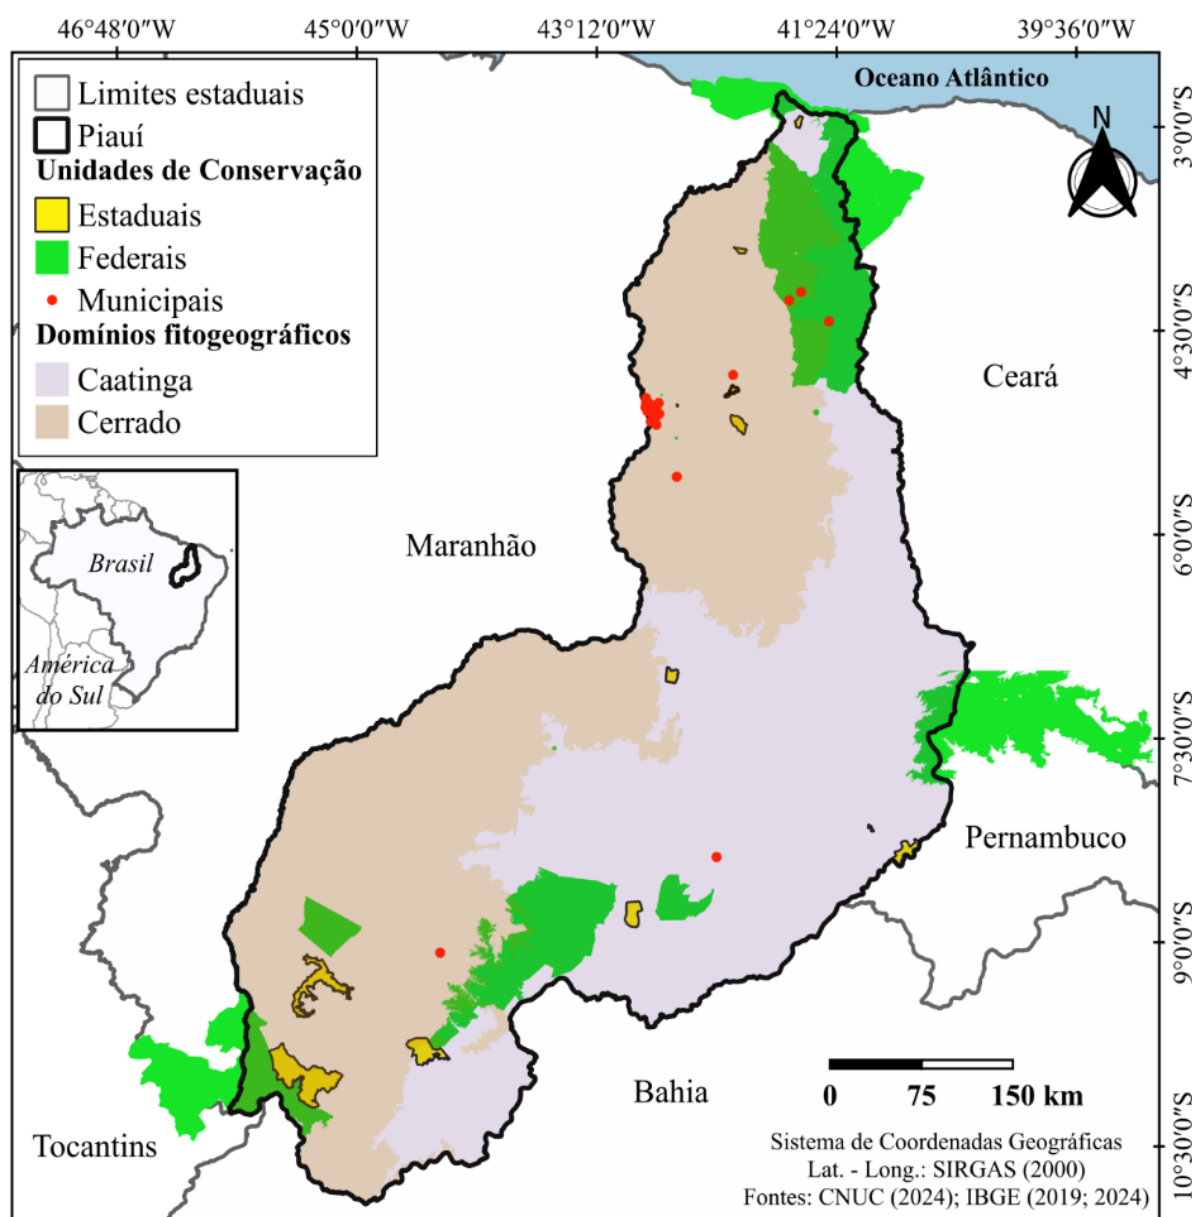 46°48'0"W 45°0'0"W 43°12'0"W 41°24'0"W 39°36'0"W
Limites estaduais
Piauí
Unidades de Conservação
Estaduais
Federais
Municipais
Domínios fitogeográficos
Caatinga
Cerrado
Oceano Atlântico
N
3°0'0"S
4°30'0"S
6°0'0"S
7°30'0"S
9°0'0"S
10°30'0"S
Ceará
Maranhão
Brasil
América
do Sul
Pernambuco
Bahia
Tocantins
0 75 150 km
Sistema de Coordenadas Geográficas
Lat. - Long.: SIRGAS (2000)
Fontes: CNUC (2024); IBGE (2019; 2024)